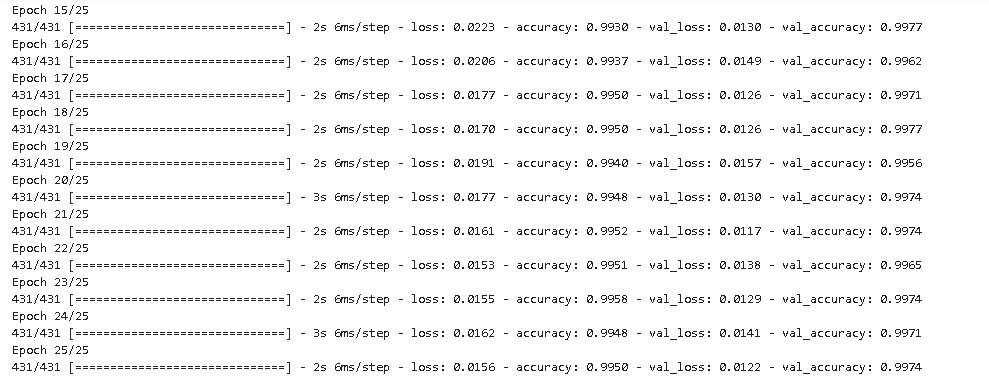 Epoch 15/25
431/431 [==============================] - 2s 6ms/step - loss: 0.0223 - accuracy: 0.9930 - val_loss: 0.0130 - val_accuracy: 0.9977
Epoch 16/25
431/431 [==============================] - 2s 6ms/step - loss: 0.0206 - accuracy: 0.9937 - val_loss: 0.0149 - val_accuracy: 0.9962
Epoch 17/25
431/431 [==============================] - 2s 6ms/step - loss: 0.0177 - accuracy: 0.9950 - val_loss: 0.0126 - val_accuracy: 0.9971
Epoch 18/25
431/431 [==============================] - 2s 6ms/step - loss: 0.0170 - accuracy: 0.9950 - val_loss: 0.0126 - val_accuracy: 0.9977
Epoch 19/25
431/431 [==============================] - 2s 6ms/step - loss: 0.0191 - accuracy: 0.9940 - val_loss: 0.0157 - val_accuracy: 0.9956
Epoch 20/25
431/431 [==============================] - 3s 6ms/step - loss: 0.0177 - accuracy: 0.9948 - val_loss: 0.0130 - val_accuracy: 0.9974
Epoch 21/25
431/431 [==============================] - 2s 6ms/step - loss: 0.0161 - accuracy: 0.9952 - val_loss: 0.0117 - val_accuracy: 0.9974
Epoch 22/25
431/431 [==============================] - 2s 6ms/step - loss: 0.0153 - accuracy: 0.9951 - val_loss: 0.0138 - val_accuracy: 0.9965
Epoch 23/25
431/431 [==============================] - 2s 6ms/step - loss: 0.0155 - accuracy: 0.9958 - val_loss: 0.0129 - val_accuracy: 0.9974
Epoch 24/25
431/431 [==============================] - 3s 6ms/step - loss: 0.0162 - accuracy: 0.9948 - val_loss: 0.0141 - val_accuracy: 0.9971
Epoch 25/25
431/431 [==============================] - 2s 6ms/step - loss: 0.0156 - accuracy: 0.9950 - val_loss: 0.0122 - val_accuracy: 0.9974